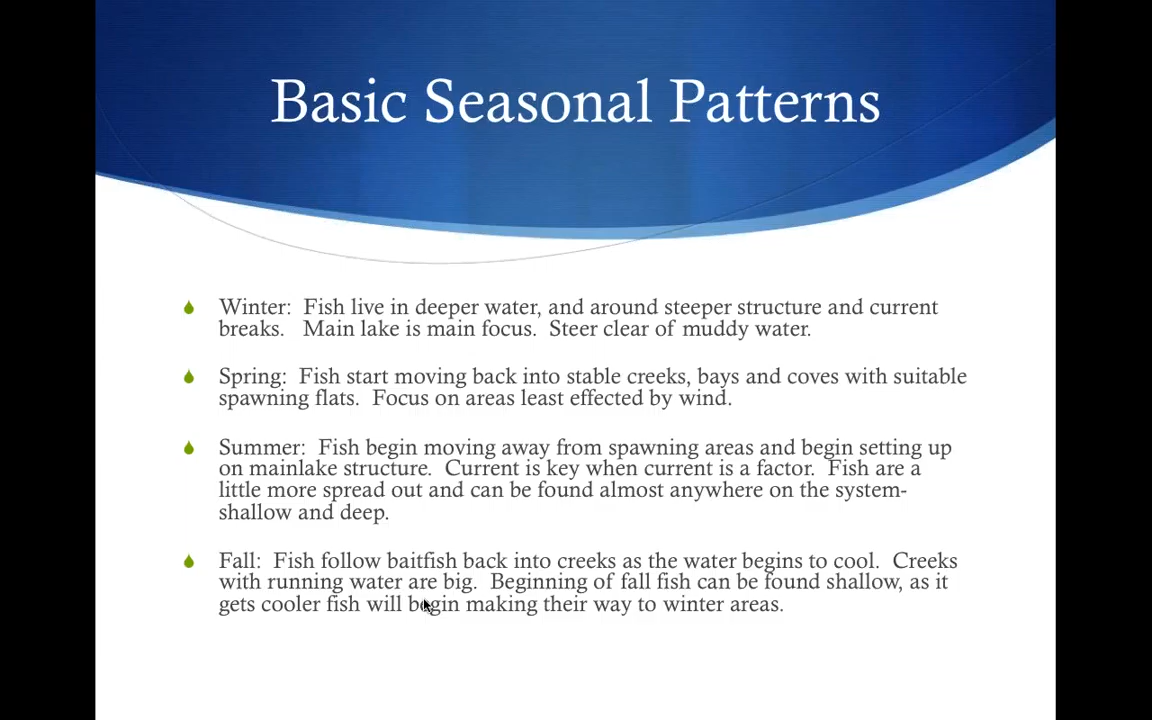 Basic Seasonal Patterns
Winter:  Fish live in deeper water, and around steeper structure and current
breaks.   Main lake is main focus.  Steer clear of muddy water.
Spring:  Fish start moving back into stable creeks, bays and coves with suitable
spawning flats.  Focus on areas least effected by wind.
Summer:  Fish begin moving away from spawning areas and begin setting up
on mainlake structure.  Current is key when current is a factor.  Fish are a
little more spread out and can be found almost anywhere on the system-
shallow and deep.
Fall:  Fish follow baitfish back into creeks as the water begins to cool.  Creeks
with running water are big.  Beginning of fall fish can be found shallow, as it
gets cooler fish will begin making their way to winter areas.